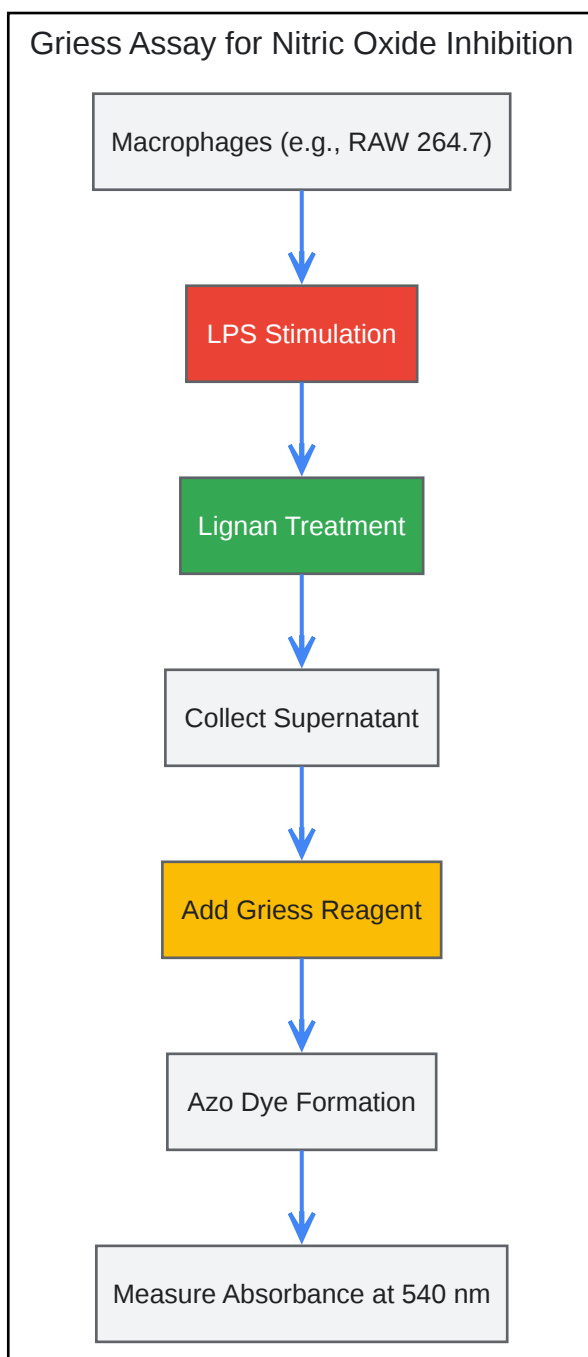 Griess Assay for Nitric Oxide Inhibition
Macrophages (e.g., RAW 264.7)
LPS Stimulation
Lignan Treatment
Collect Supernatant
Add Griess Reagent
Azo Dye Formation
Measure Absorbance at 540 nm